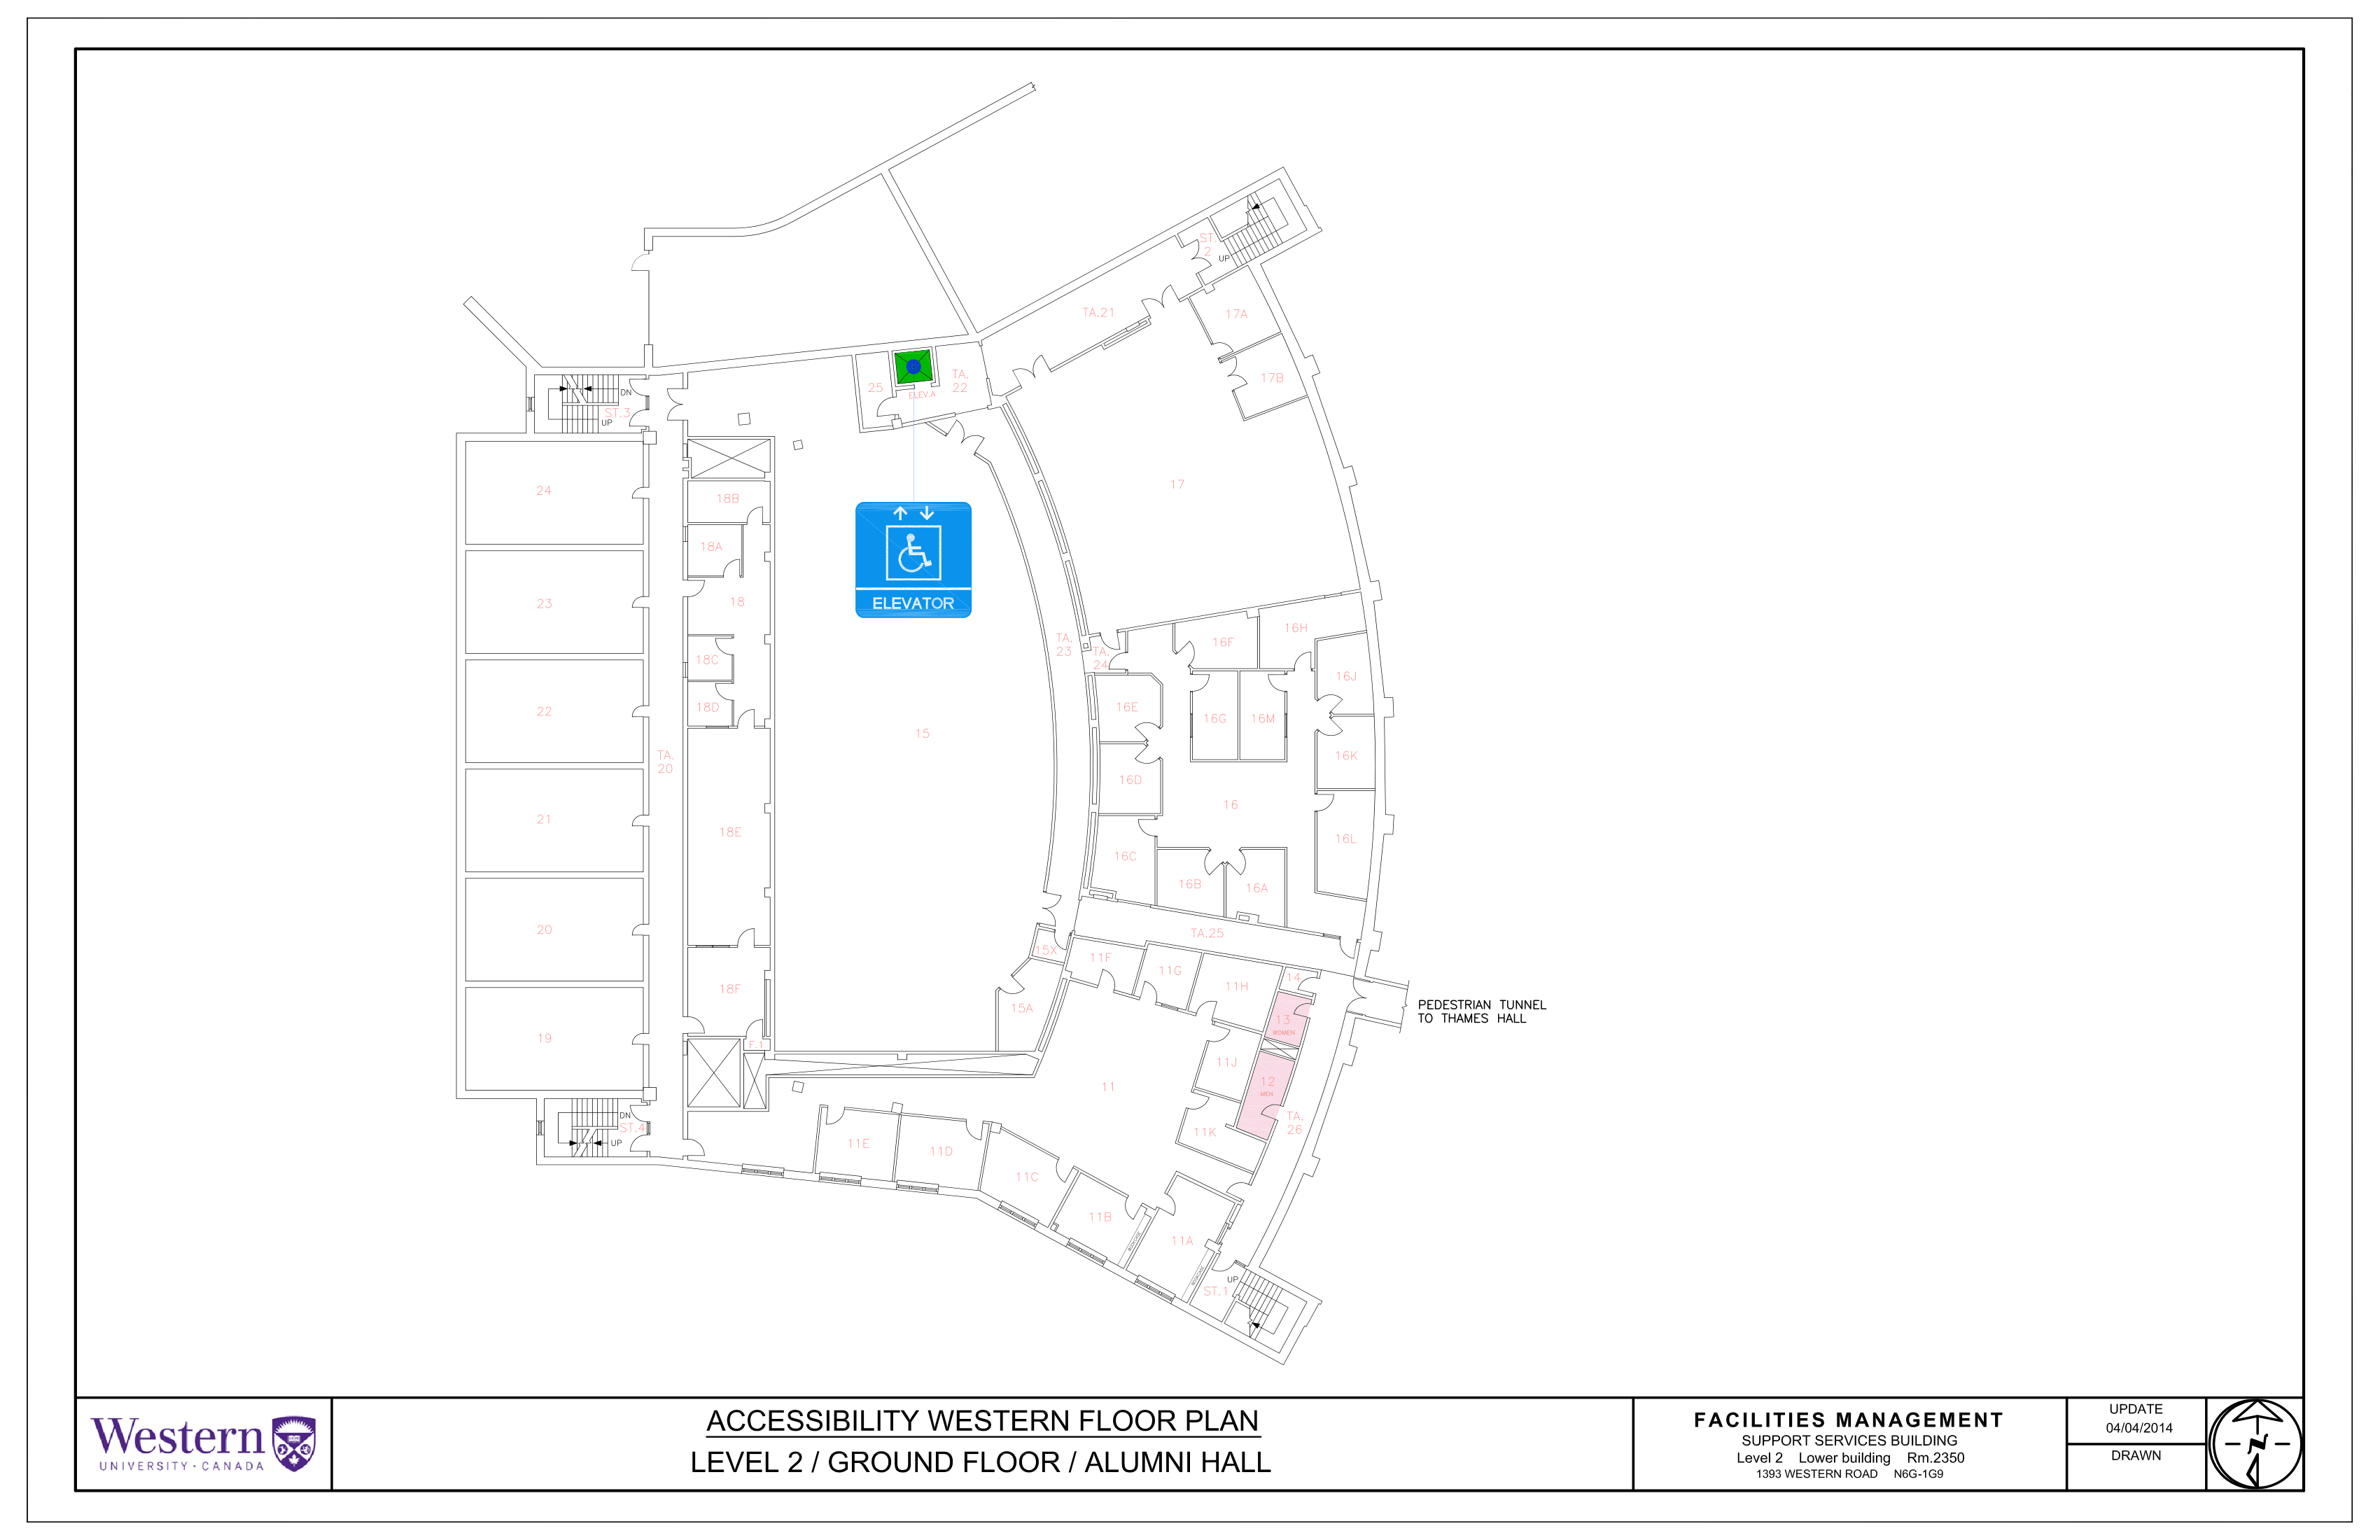 ST.
2
UP
TA.21
17A
17B
25
ELEV.A
TA.
22
DN
ST.3
UP
24
18B
17
18A
ELEVATOR
23
18
16H
16F
TA.
23
TA.
24
18C
16J
18D
16E
22
16G
16M
15
TA.
20
16K
16D
16
21
18E
16L
16C
16B
16A
20
TA.25
15X
11F
11G
14
11H
18F
15A
PEDESTRIAN TUNNEL
TO THAMES HALL
13
WOMEN
19
F.1
11J
12
MEN
11
DN
ST.4
UP
TA.
26
11K
11E
11D
11C
11B
BOOKCASE
11A
BOOKCASE
UP
ST.1
Western
UNIVERSITY · CANADA
ACCESSIBILITY WESTERN FLOOR PLAN
LEVEL 2 / GROUND FLOOR / ALUMNI HALL
FACILITIES MANAGEMENT
SUPPORT SERVICES BUILDING
Level 2 Lower building Rm.2350
1393 WESTERN ROAD N6G-1G9
UPDATE
04/04/2014
DRAWN
N